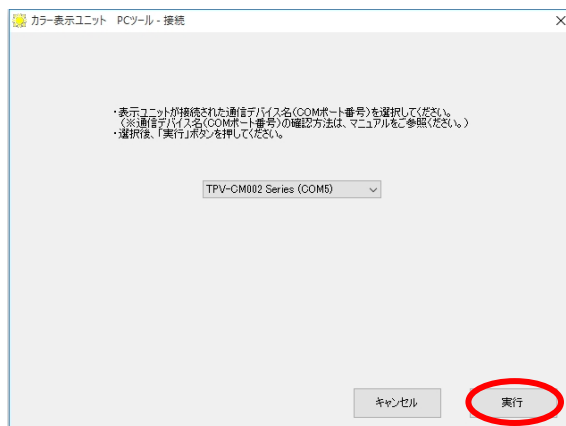 カラー表示ユニット PCツール - 接続
・表示ユニットが接続された通信デバイス名(COMポート番号)を選択してください。
(※通信デバイス名(COMポート番号)の確認方法は、マニュアルをご参照ください。)
・選択後、「実行」ボタンを押してください。
TPV-CM002 Series (COM5)
キャンセル
実行